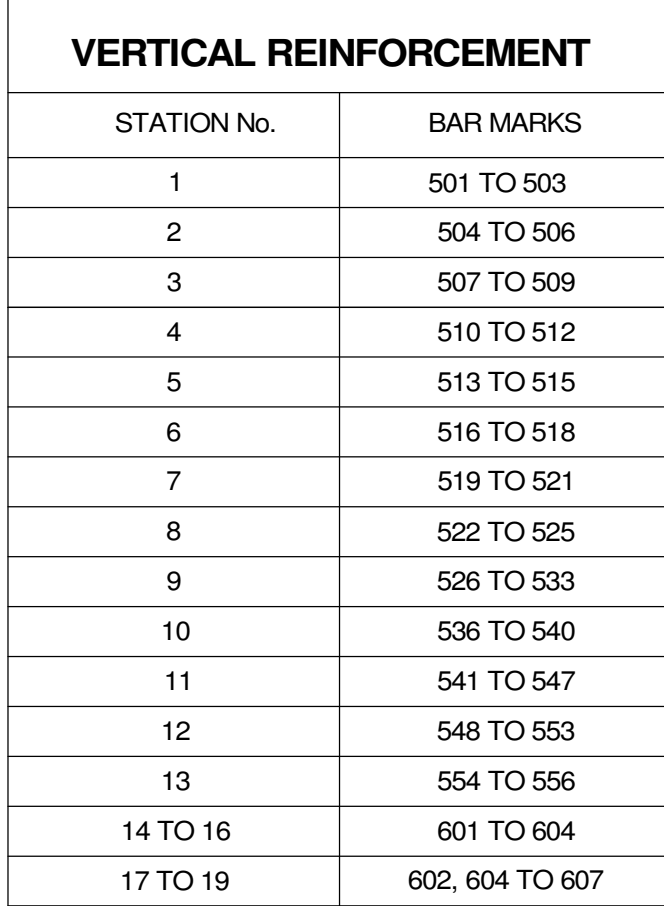 VERTICAL REINFORCEMENT
STATION No. BAR MARKS
1 501 TO 503
2 504 TO 506
3 507 TO 509
4 510 TO 512
5 513 TO 515
6 516 TO 518
7 519 TO 521
8 522 TO 525
9 526 TO 533
10 536 TO 540
11 541 TO 547
12 548 TO 553
13 554 TO 556
14 TO 16 601 TO 604
17 TO 19 602, 604 TO 607